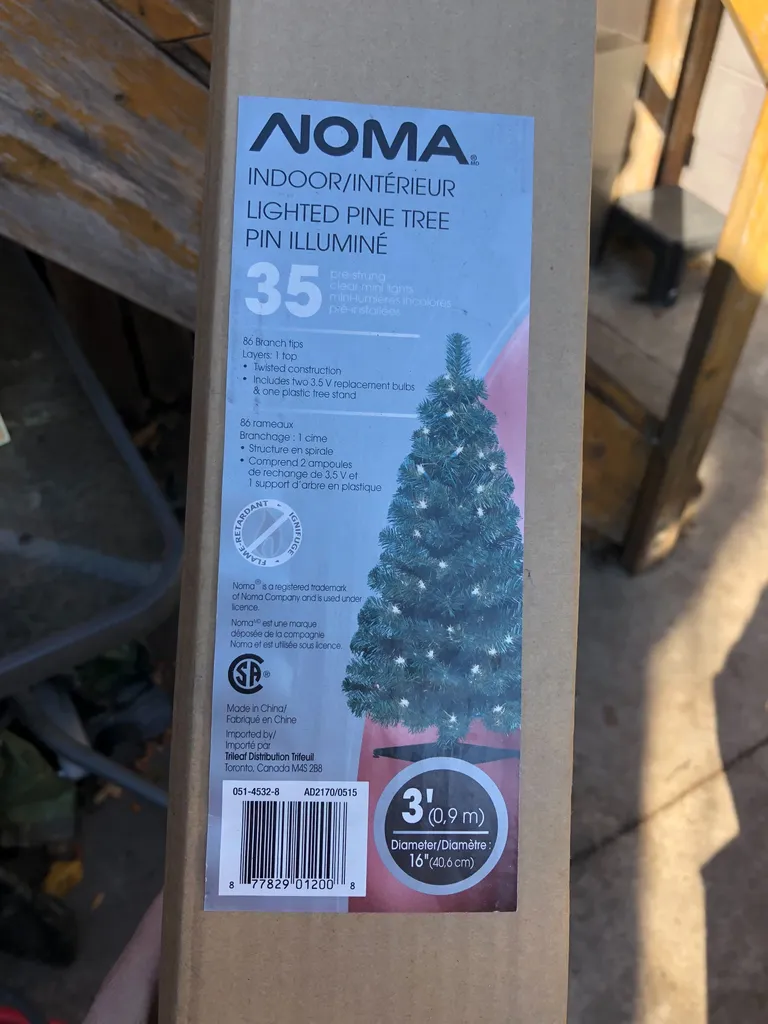 NOMA® MD
INDOOR/INTÉRIEUR
LIGHTED PINE TREE
PIN ILLUMINÉ
35
pre-strung
clear mini lights
mini-lumières incolores
pré-installées
86 Branch tips
Layers: 1 top
• Twisted construction
• Includes two 3.5 V replacement bulbs
& one plastic tree stand
86 rameaux
Branchage : 1 cime
• Structure en spirale
• Comprend 2 ampoules
de rechange de 3,5 V et
1 support d'arbre en plastique
FLAME-RETARDANT • IGNIFUGE •
Noma® is a registered trademark
of Noma Company and is used under
licence.
Noma MD est une marque
déposée de la compagnie
Noma et est utilisée sous licence.
CSA®
Made in China/
Fabriqué en Chine
Imported by/
Importé par
Trileaf Distribution Trifeuil
Toronto, Canada M4S 2B8
051-4532-8 AD2170/0515
8 77829 01200 8
3' (0,9 m)
Diameter/Diamètre :
16" (40,6 cm)